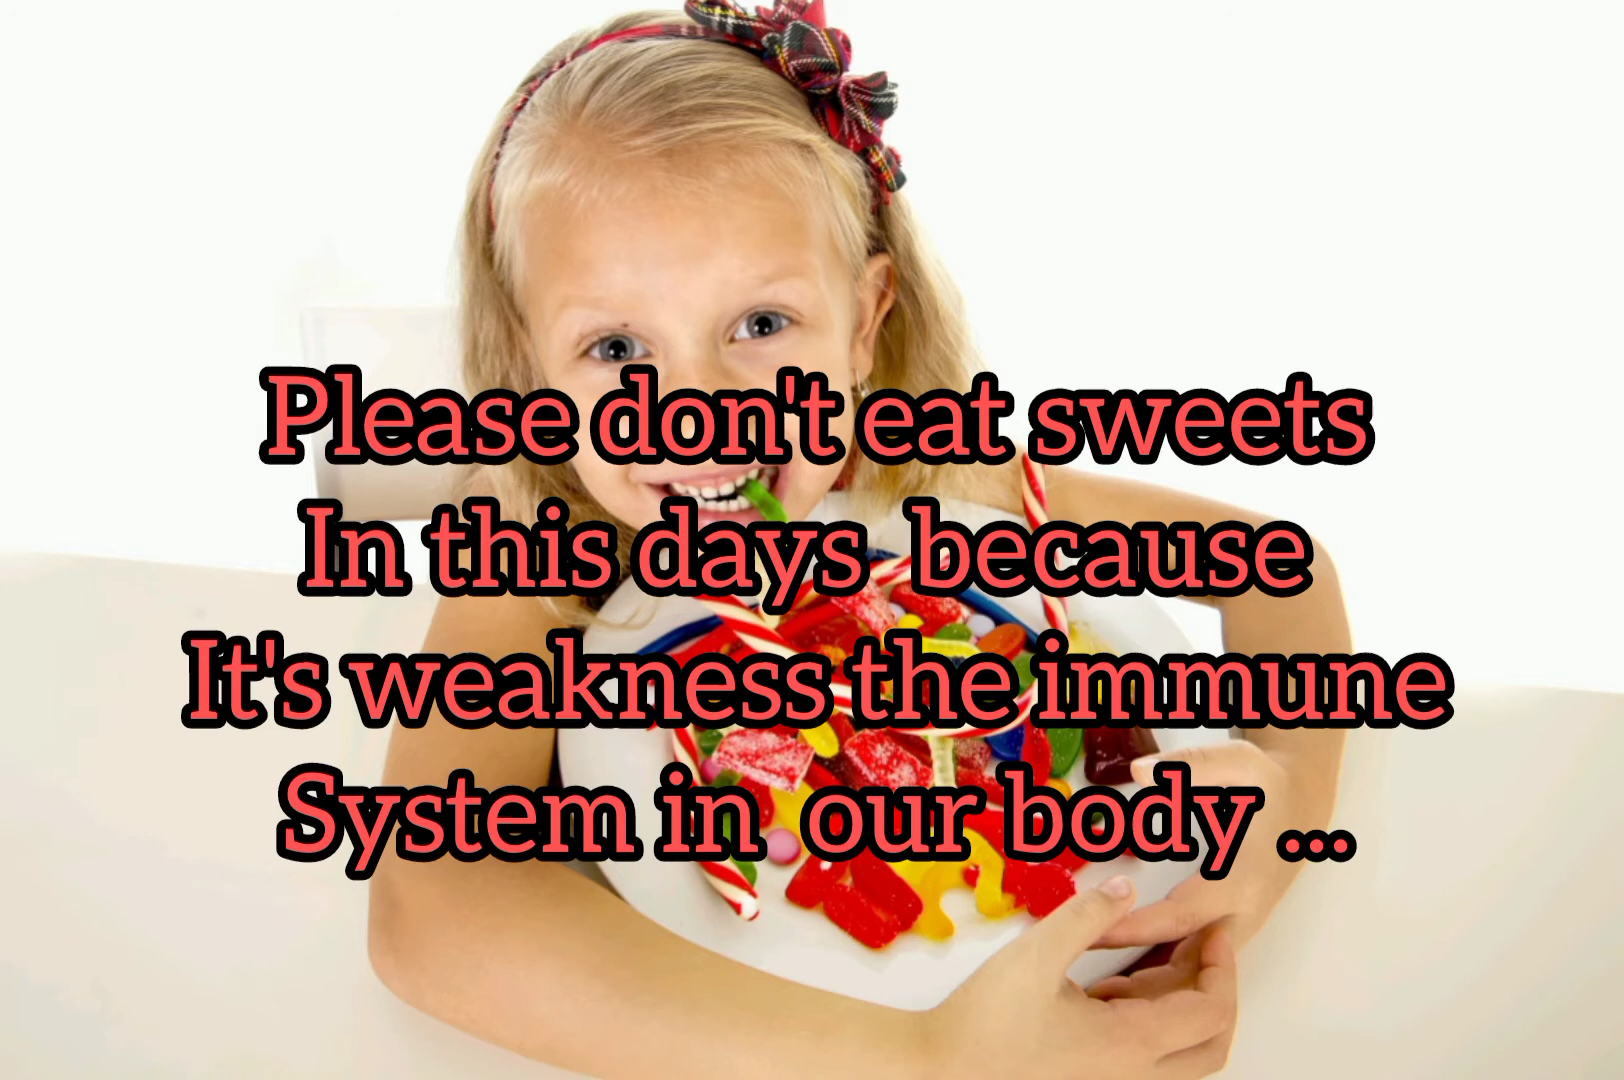 Please don't eat sweets
In this days because
It's weakness the immune
System in our body ...